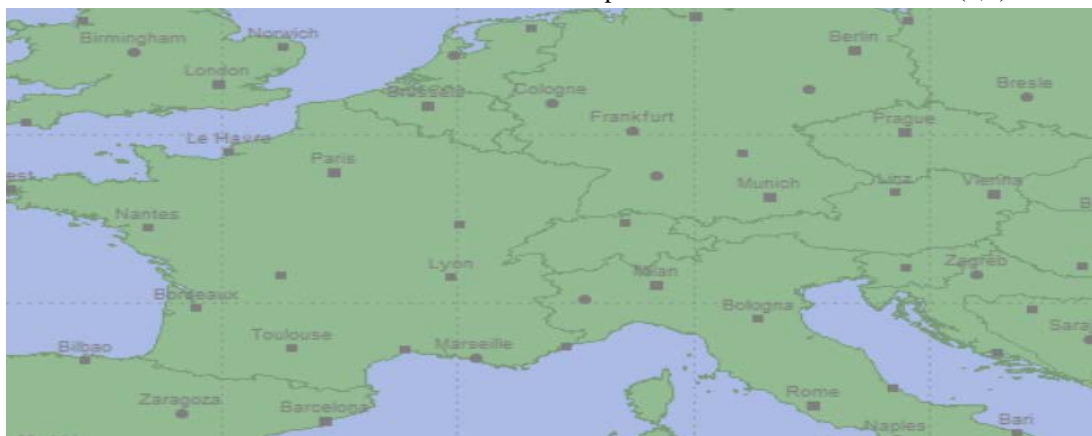 Birmingham
Norwich
London
Berlin
Cologne
Bresle
Frankfurt
Prague
Le Havre
Paris
Munich
Linz
Vienna
Nantes
Lyon
Milan
Zagreb
Bordeaux
Bologna
Toulouse
Marseille
Bilbao
Zaragoza
Barcelona
Rome
Naples
Bari